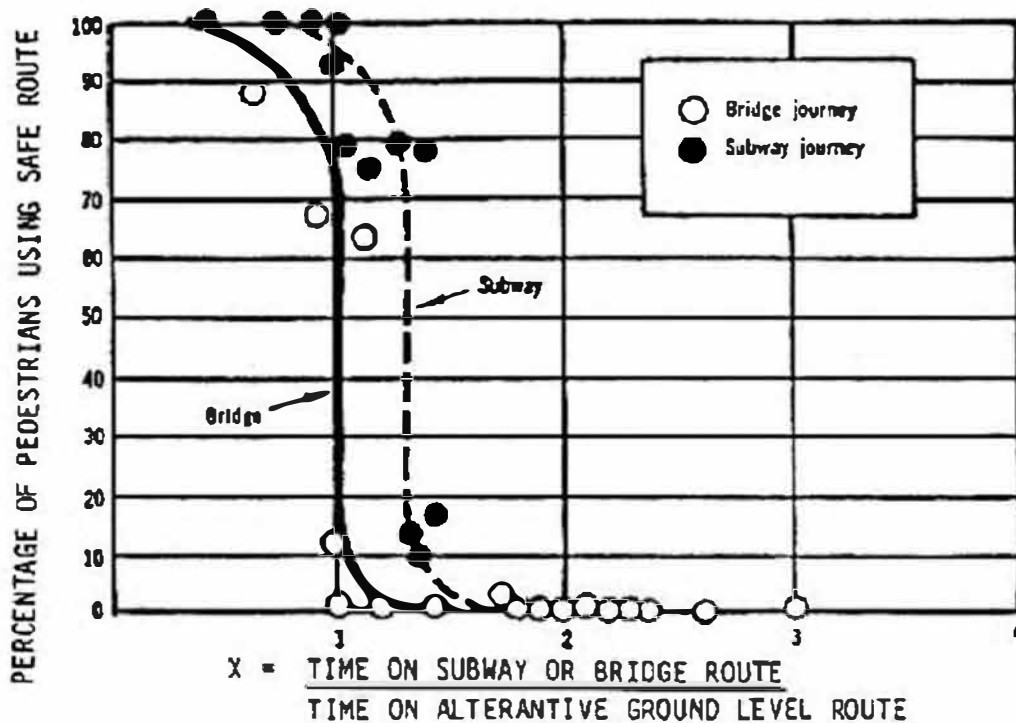 PERCENTAGE OF PEDESTRIANS USING SAFE ROUTE
100
90
80
70
60
50
40
30
20
10
0
Bridge journey
Subway journey
Subway
Bridge
1
2
3
4
X = TIME ON SUBWAY OR BRIDGE ROUTE
TIME ON ALTERANTIVE GROUND LEVEL ROUTE